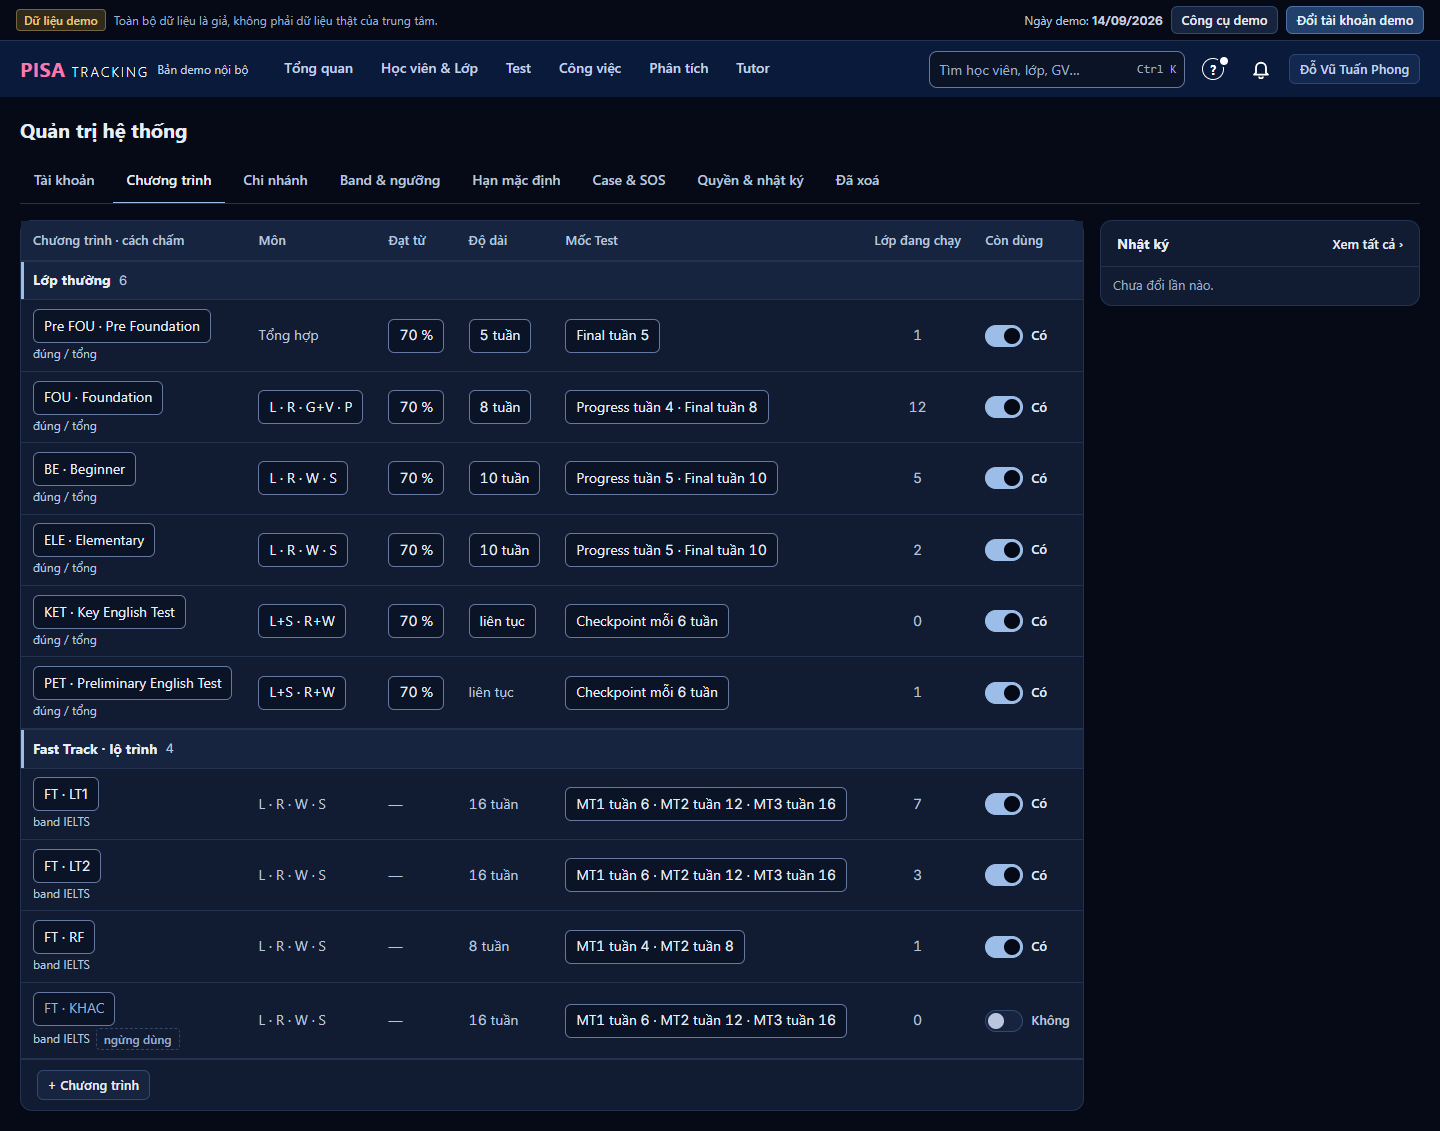 Dữ liệu demo Toàn bộ dữ liệu là giả, không phải dữ liệu thật của trung tâm. Ngày demo: 14/09/2026 Công cụ demo Đổi tài khoản demo
PISA TRACKING Bản demo nội bộ Tổng quan Học viên & Lớp Test Công việc Phân tích Tutor Tìm học viên, lớp, GV... Ctrl K ? Đỗ Vũ Tuấn Phong
Quản trị hệ thống
Tài khoản Chương trình Chi nhánh Band & ngưỡng Hạn mặc định Case & SOS Quyền & nhật ký Đã xoá
Chương trình · cách chấm Môn Đạt từ Độ dài Mốc Test Lớp đang chạy Còn dùng
Lớp thường 6
Pre FOU · Pre Foundation Tổng hợp 70 % 5 tuần Final tuần 5 1 Có
đúng / tổng
FOU · Foundation L · R · G+V · P 70 % 8 tuần Progress tuần 4 · Final tuần 8 12 Có
đúng / tổng
BE · Beginner L · R · W · S 70 % 10 tuần Progress tuần 5 · Final tuần 10 5 Có
đúng / tổng
ELE · Elementary L · R · W · S 70 % 10 tuần Progress tuần 5 · Final tuần 10 2 Có
đúng / tổng
KET · Key English Test L+S · R+W 70 % liên tục Checkpoint mỗi 6 tuần 0 Có
đúng / tổng
PET · Preliminary English Test L+S · R+W 70 % liên tục Checkpoint mỗi 6 tuần 1 Có
đúng / tổng
Fast Track · lộ trình 4
FT · LT1 L · R · W · S — 16 tuần MT1 tuần 6 · MT2 tuần 12 · MT3 tuần 16 7 Có
band IELTS
FT · LT2 L · R · W · S — 16 tuần MT1 tuần 6 · MT2 tuần 12 · MT3 tuần 16 3 Có
band IELTS
FT · RF L · R · W · S — 8 tuần MT1 tuần 4 · MT2 tuần 8 1 Có
band IELTS
FT · KHAC L · R · W · S — 16 tuần MT1 tuần 6 · MT2 tuần 12 · MT3 tuần 16 0 Không
band IELTS ngừng dùng
+ Chương trình
Nhật ký Xem tất cả ›
Chưa đổi lần nào.